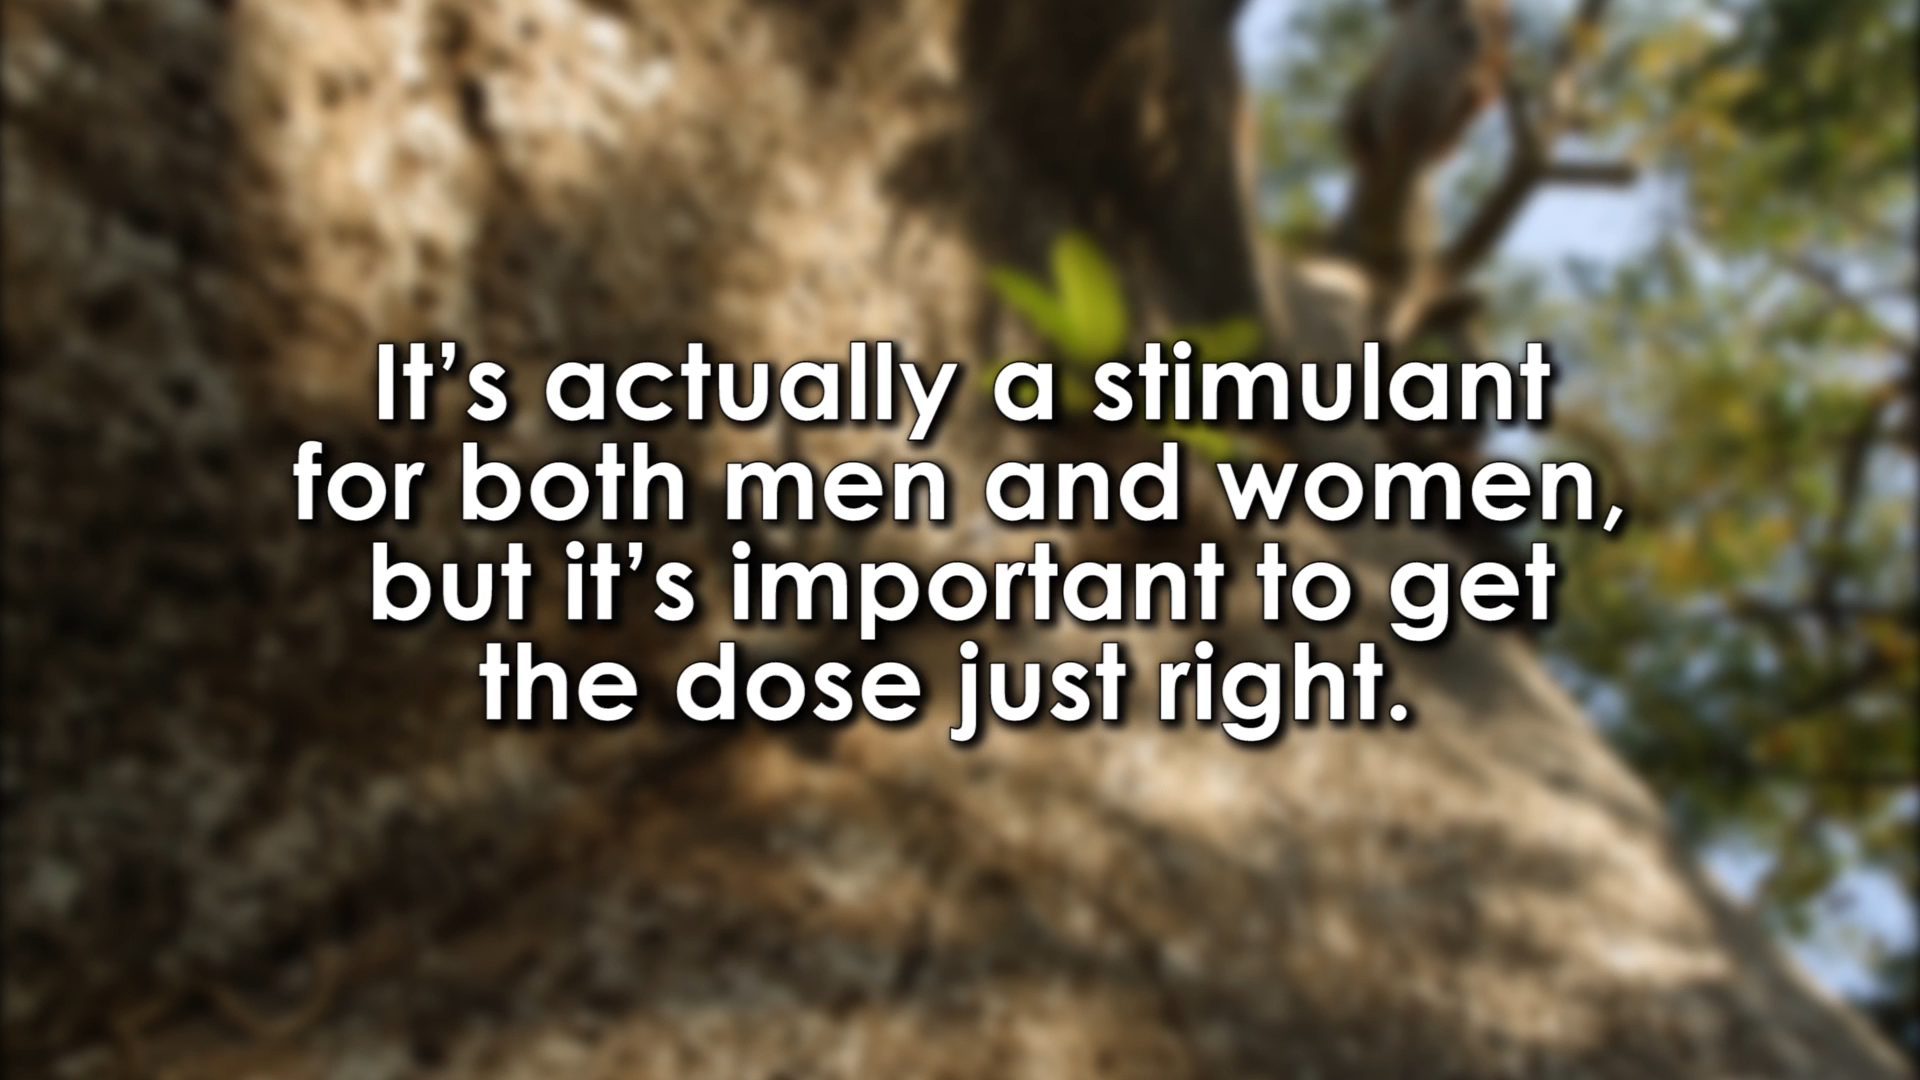 It’s actually a stimulant
for both men and women,
but it’s important to get
the dose just right.